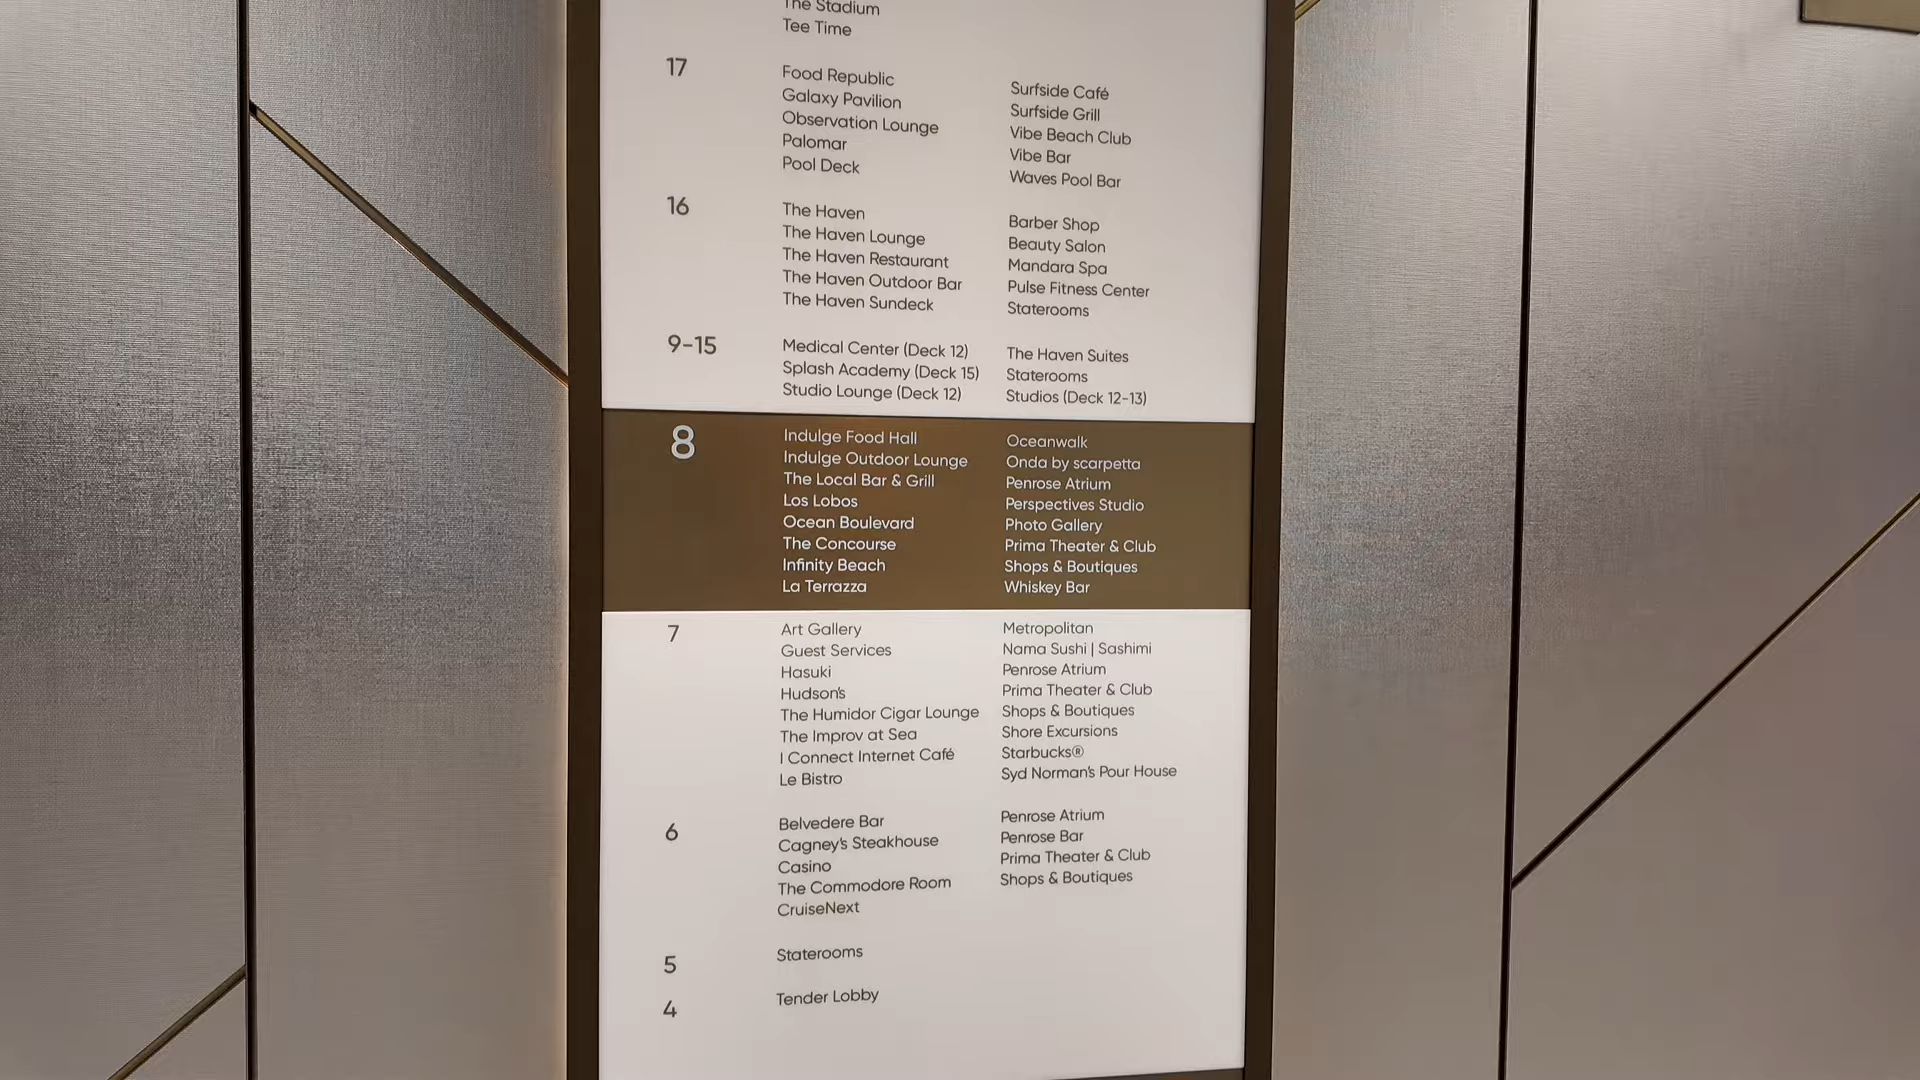 The Stadium
Tee Time
17
Food Republic
Galaxy Pavilion
Observation Lounge
Palomar
Pool Deck
Surfside Café
Surfside Grill
Vibe Beach Club
Vibe Bar
Waves Pool Bar
16
The Haven
The Haven Lounge
The Haven Restaurant
The Haven Outdoor Bar
The Haven Sundeck
Barber Shop
Beauty Salon
Mandara Spa
Pulse Fitness Center
Staterooms
9-15
Medical Center (Deck 12)
Splash Academy (Deck 15)
Studio Lounge (Deck 12)
The Haven Suites
Staterooms
Studios (Deck 12-13)
8
Indulge Food Hall
Indulge Outdoor Lounge
The Local Bar & Grill
Los Lobos
Ocean Boulevard
The Concourse
Infinity Beach
La Terrazza
Oceanwalk
Onda by scarpetta
Penrose Atrium
Perspectives Studio
Photo Gallery
Prima Theater & Club
Shops & Boutiques
Whiskey Bar
7
Art Gallery
Guest Services
Hasuki
Hudson's
The Humidor Cigar Lounge
The Improv at Sea
I Connect Internet Café
Le Bistro
Metropolitan
Nama Sushi | Sashimi
Penrose Atrium
Prima Theater & Club
Shops & Boutiques
Shore Excursions
Starbucks®
Syd Norman's Pour House
6
Belvedere Bar
Cagney's Steakhouse
Casino
The Commodore Room
CruiseNext
Penrose Atrium
Penrose Bar
Prima Theater & Club
Shops & Boutiques
5
Staterooms
4
Tender Lobby